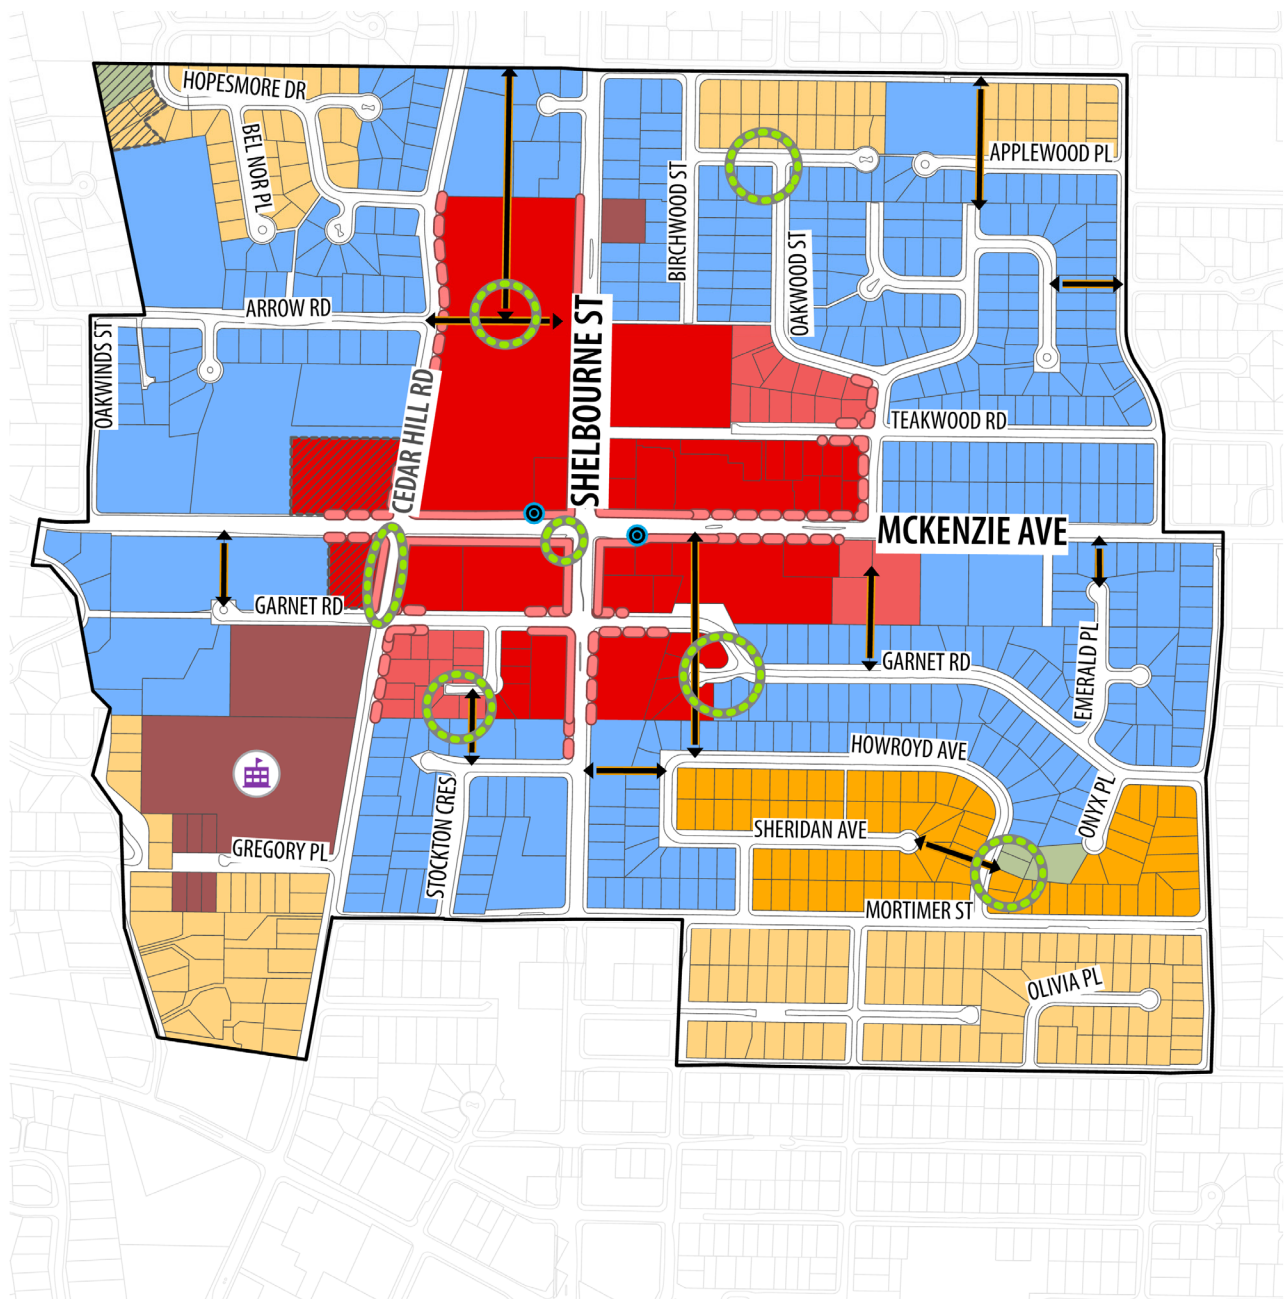 HOPESMORE DR
BEL NOR PL
APPLEWOOD PL
BIRCHWOOD ST
OAKWOOD ST
ARROW RD
OAKWINDS ST
SHELBOURNE ST
CEDAR HILL RD
TEAKWOOD RD
MCKENZIE AVE
GARNET RD
GARNET RD
EMERALD PL
HOWROYD AVE
ONYX PL
STOCKTON CRES
SHERIDAN AVE
GREGORY PL
MORTIMER ST
OLIVIA PL